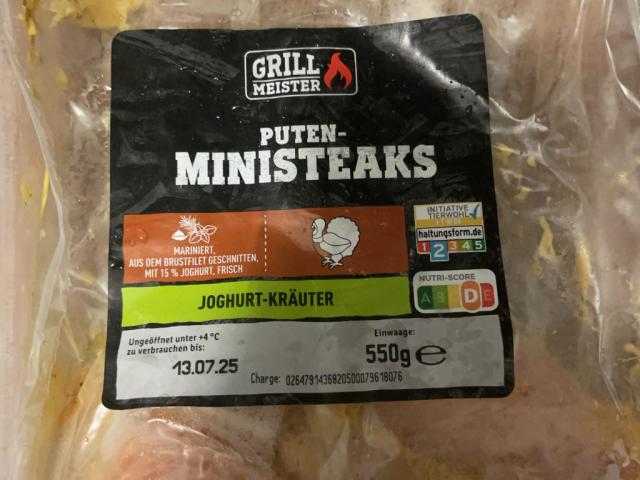 GRILL
MEISTER
PUTEN-
MINISTEAKS
MARINIERT,
AUS DEM BRUSTFILET GESCHNITTEN,
MIT 15 % JOGHURT, FRISCH
INITIATIVE
TIERWOHL
haltungsform.de
1 2 3 4 5
NUTRI-SCORE
A B C D E
JOGHURT-KRÄUTER
Ungeöffnet unter +4 °C
zu verbrauchen bis:
13.07.25
Einwaage:
550g e
Charge: 026479143682050007961 8076